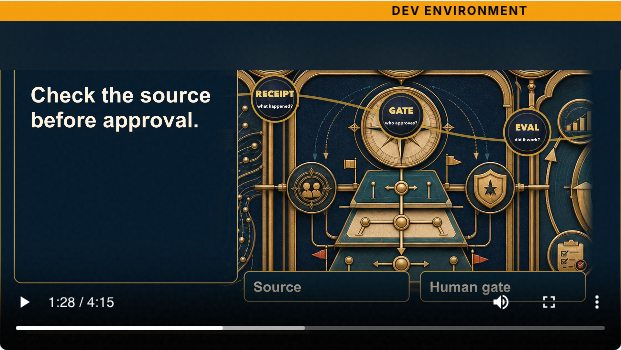 DEV ENVIRONMENT
Check the source
before approval.
RECEIPT
what happened?
GATE
who approved?
EVAL
did it work?
Source
Human gate
1:28 / 4:15